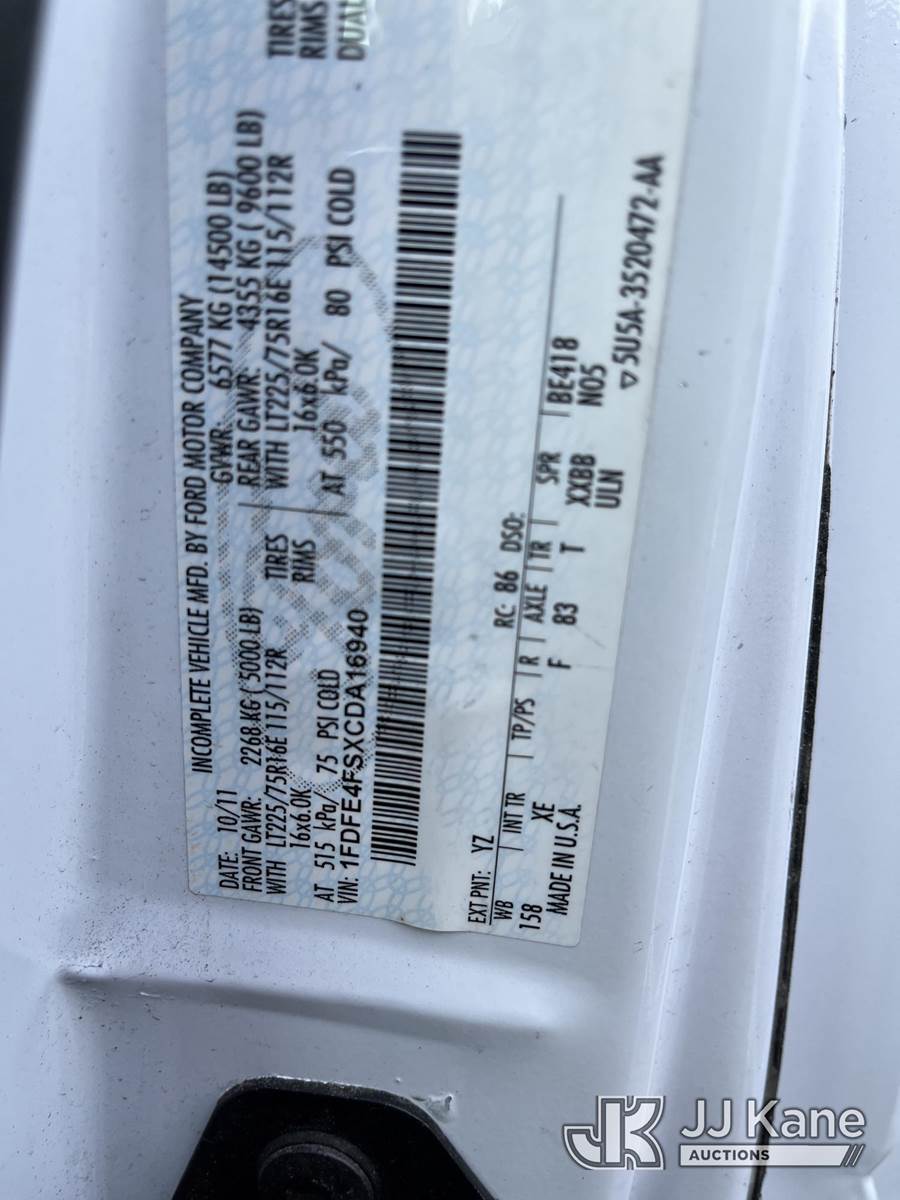 INCOMPLETE VEHICLE MFD. BY FORD MOTOR COMPANY
DATE: 10/11 GVWR: 6577 KG (14500 LB)
FRONT GAWR: 2268 KG ( 5000 LB) REAR GAWR: 4355 KG ( 9600 LB)
WITH LT225/75R16E 115/112R TIRES WITH LT225/75R16E 115/112R TIRES
16x6.0K RIMS 16x6.0K RIMS
AT 515 kPa/ 75 PSI COLD AT 550 kPa/ 80 PSI COLD DUAL
VIN: 1FDFE4FSXCDA16940
EXT PNT: YZ RC: 86 DSO:
WB INT TR TP/PS R AXLE TR SPR BE418
158 XE F 83 T XXBB N05
MADE IN U.S.A. ULN
▽ 5U5A-3520472-AA
JK JJ Kane
AUCTIONS